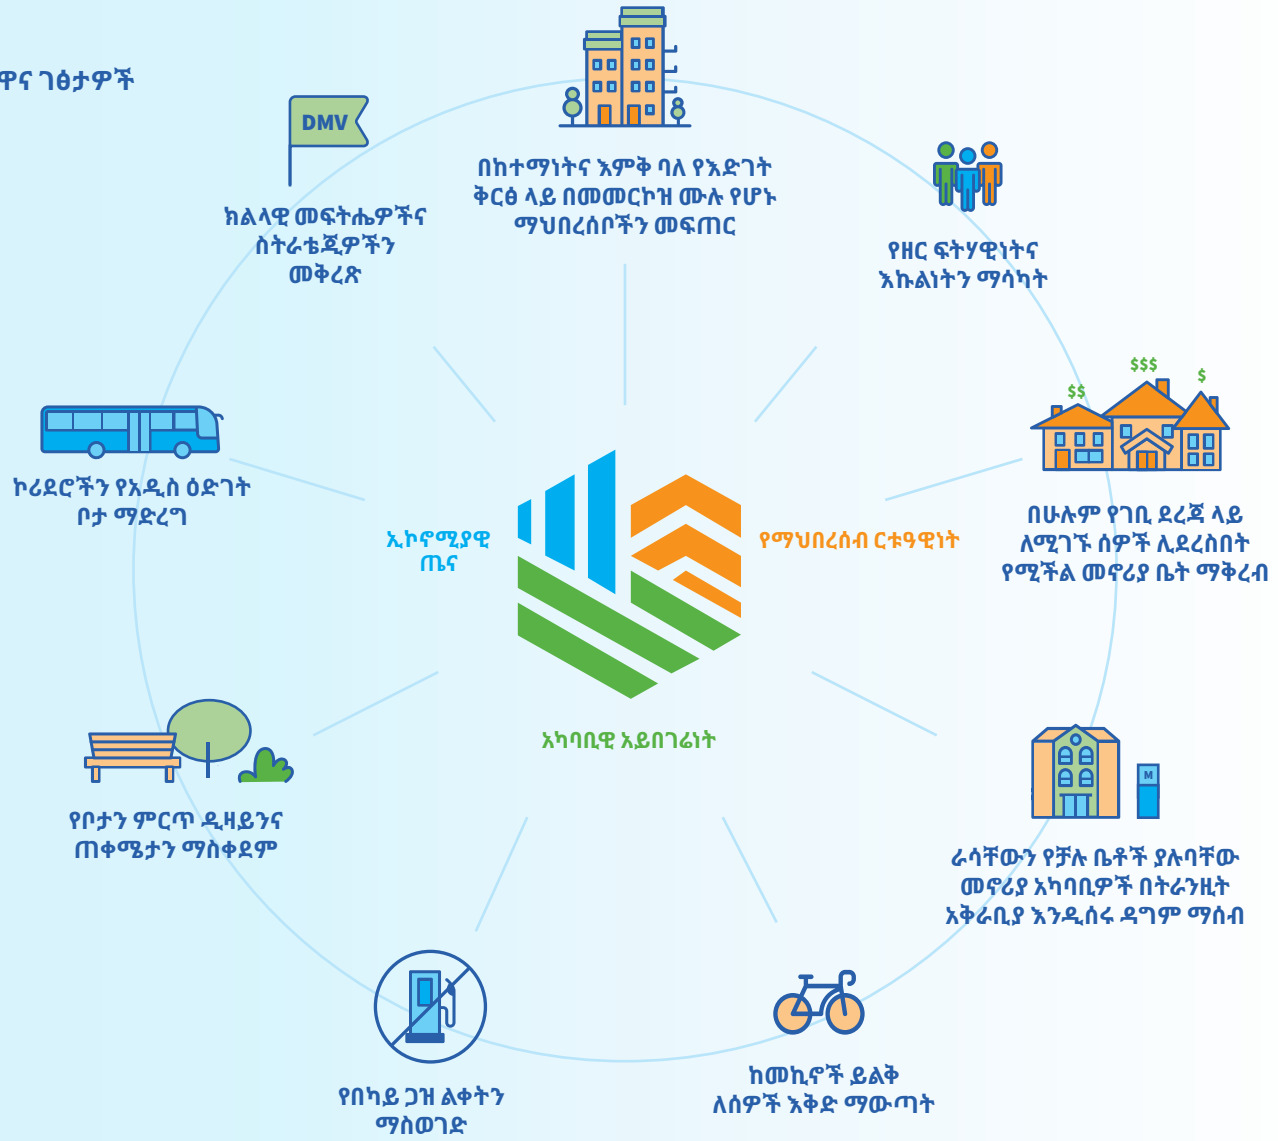 ዋና ገፅታዎች
DMV
ክልላዊ መፍትሔዎችና
ስትራቴጂዎችን
መቅረጽ
በከተማነትና እምቅ ባለ የእድገት
ቅርፅ ላይ በመመርኮዝ ሙሉ የሆኑ
ማህበረሰቦችን መፍጠር
የዘር ፍትሃዊነትና
እኩልነትን ማሳካት
$$
$$$
$
በሁሉም የገቢ ደረጃ ላይ
ለሚገኙ ሰዎች ሊደረስበት
የሚችል መኖሪያ ቤት ማቅረብ
ኮሪደሮችን የአዲስ ዕድገት
ቦታ ማድረግ
ኢኮኖሚያዊ
ጤና
የማህበረሰብ ርቱዓዊነት
አካባቢዊ አይበገሬነት
የቦታን ምርጥ ዲዛይንና
ጠቀሜታን ማስቀደም
M
ራሳቸውን የቻሉ ቤቶች ያሉባቸው
መኖሪያ አካባቢዎች በትራንዚት
አቅራቢያ እንዲሰሩ ዳግም ማሰብ
የበካይ ጋዝ ልቀትን
ማስወገድ
ከመኪኖች ይልቅ
ለሰዎች እቅድ ማውጣት